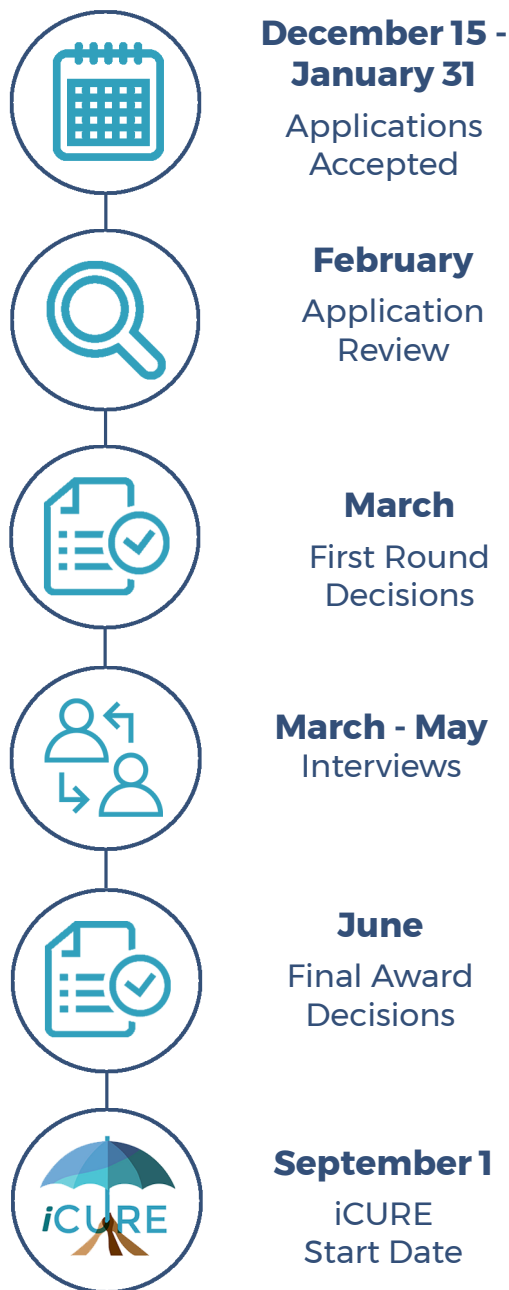 December 15 -
January 31
Applications
Accepted
February
Application
Review
March
First Round
Decisions
March - May
Interviews
June
Final Award
Decisions
iCURE
September 1
iCURE
Start Date